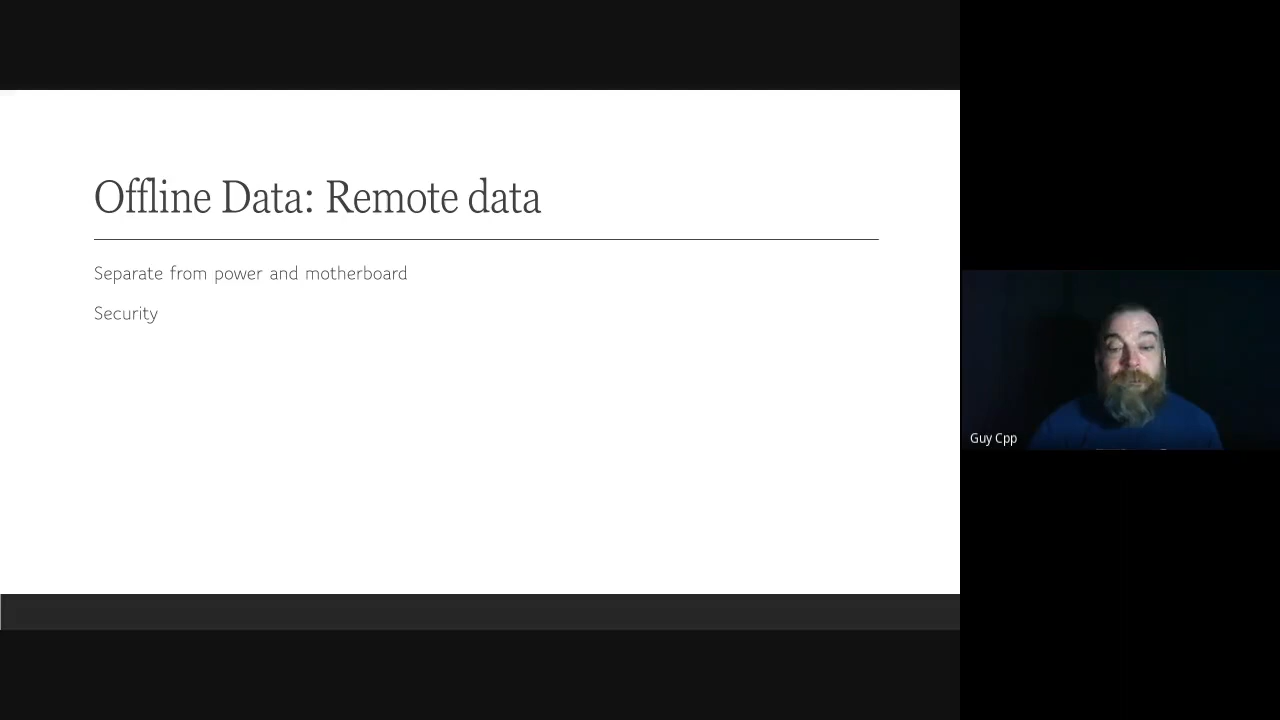 Offline Data: Remote data
Separate from power and motherboard
Security
Guy Cpp